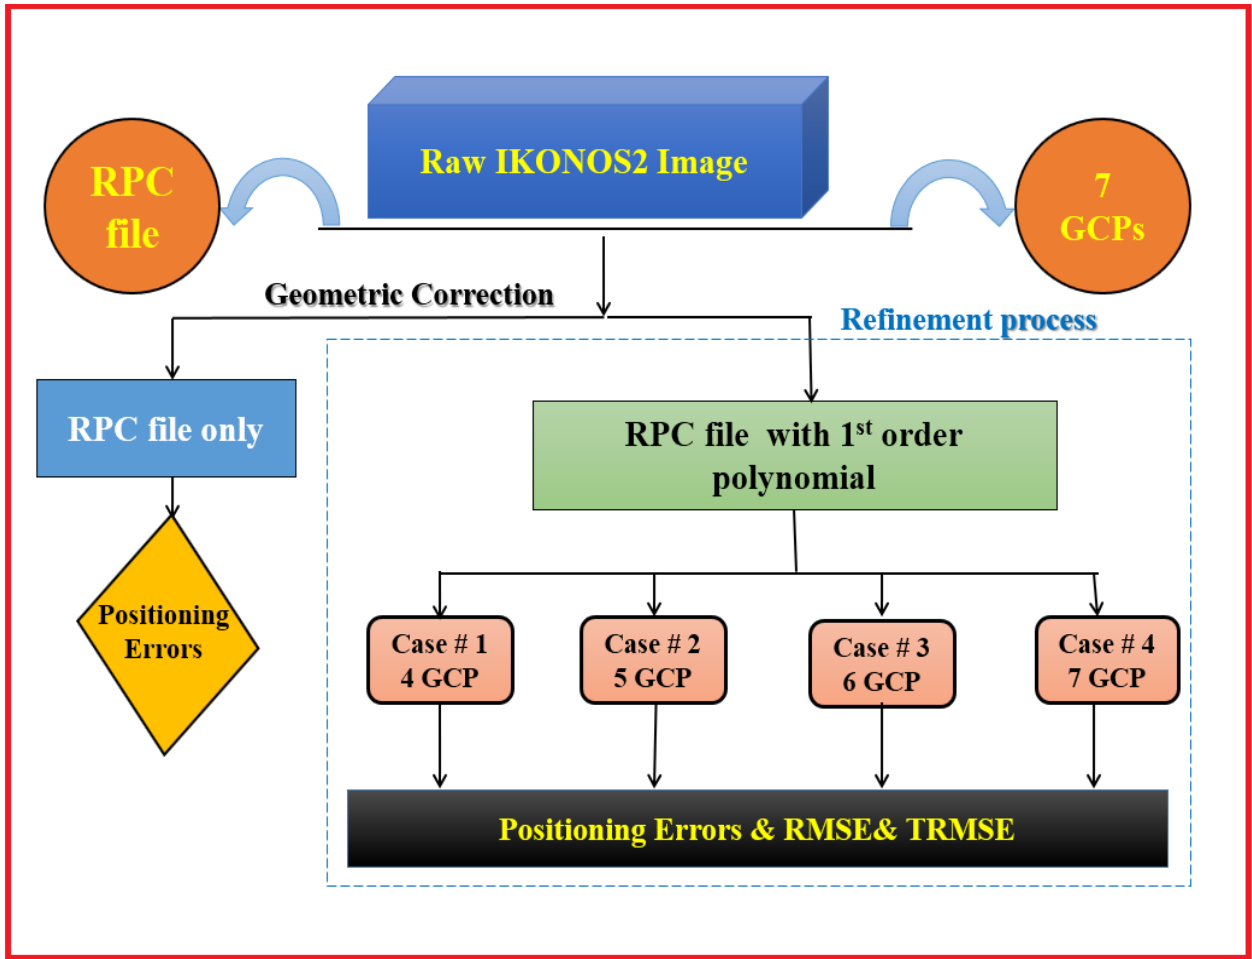 Raw IKONOS2 Image
RPC
file
7
GCPs
Geometric Correction
Refinement process
RPC file only
RPC file with 1st order
polynomial
Positioning
Errors
Case # 1
4 GCP
Case # 2
5 GCP
Case # 3
6 GCP
Case # 4
7 GCP
Positioning Errors & RMSE& TRMSE